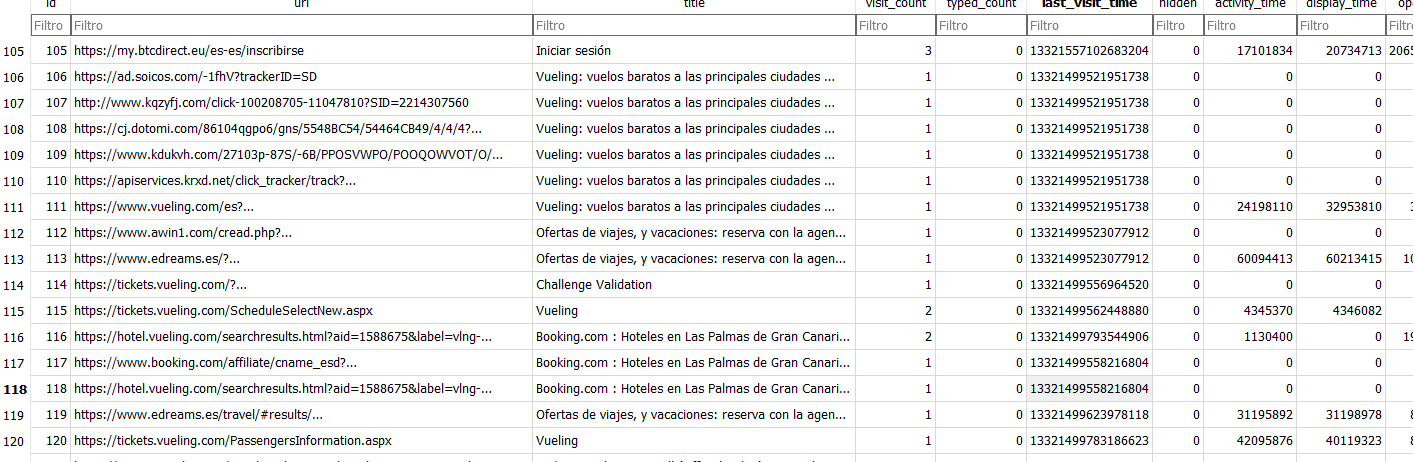 id url title visit_count typed_count last_visit_time hidden activity_time display_time
Filtro Filtro Filtro Filtro Filtro Filtro Filtro Filtro Filtro Filtro
105 105 https://my.btcdirect.eu/es-es/inscribirse Iniciar sesión 3 0 13321557102683204 0 17101834 20734713
106 106 https://ad.soicos.com/-1fhV?trackerID=SD Vueling: vuelos baratos a las principales ciudades ... 1 0 13321499521951738 0 0 0
107 107 http://www.kqzyfj.com/click-100208705-11047810?SID=2214307560 Vueling: vuelos baratos a las principales ciudades ... 1 0 13321499521951738 0 0 0
108 108 https://cj.dotomi.com/86104qgpo6/gns/5548BC54/54464CB49/4/4/4?... Vueling: vuelos baratos a las principales ciudades ... 1 0 13321499521951738 0 0 0
109 109 https://www.kdukvh.com/27103p-87S/-6B/PPOSVWPO/POOQOWVOT/O/... Vueling: vuelos baratos a las principales ciudades ... 1 0 13321499521951738 0 0 0
110 110 https://apiservices.krxd.net/click_tracker/track?... Vueling: vuelos baratos a las principales ciudades ... 1 0 13321499521951738 0 0 0
111 111 https://www.vueling.com/es?... Vueling: vuelos baratos a las principales ciudades ... 1 0 13321499521951738 0 24198110 32953810
112 112 https://www.awin1.com/cread.php?... Ofertas de viajes, y vacaciones: reserva con la agen... 1 0 13321499523077912 0 0 0
113 113 https://www.edreams.es/?... Ofertas de viajes, y vacaciones: reserva con la agen... 1 0 13321499523077912 0 60094413 60213415
114 114 https://tickets.vueling.com/?... Challenge Validation 1 0 13321499556964520 0 0 0
115 115 https://tickets.vueling.com/ScheduleSelectNew.aspx Vueling 2 0 13321499562448880 0 4345370 4346082
116 116 https://hotel.vueling.com/searchresults.html?aid=1588675&label=vlng-... Booking.com : Hoteles en Las Palmas de Gran Canari... 2 0 13321499793544906 0 1130400 0
117 117 https://www.booking.com/affiliate/cname_esd?... Booking.com : Hoteles en Las Palmas de Gran Canari... 1 0 13321499558216804 0 0 0
118 118 https://hotel.vueling.com/searchresults.html?aid=1588675&label=vlng-... Booking.com : Hoteles en Las Palmas de Gran Canari... 1 0 13321499558216804 0 0 0
119 119 https://www.edreams.es/travel/#results/... Ofertas de viajes, y vacaciones: reserva con la agen... 1 0 13321499623978118 0 31195892 31198978
120 120 https://tickets.vueling.com/PassengersInformation.aspx Vueling 1 0 13321499783186623 0 42095876 40119323